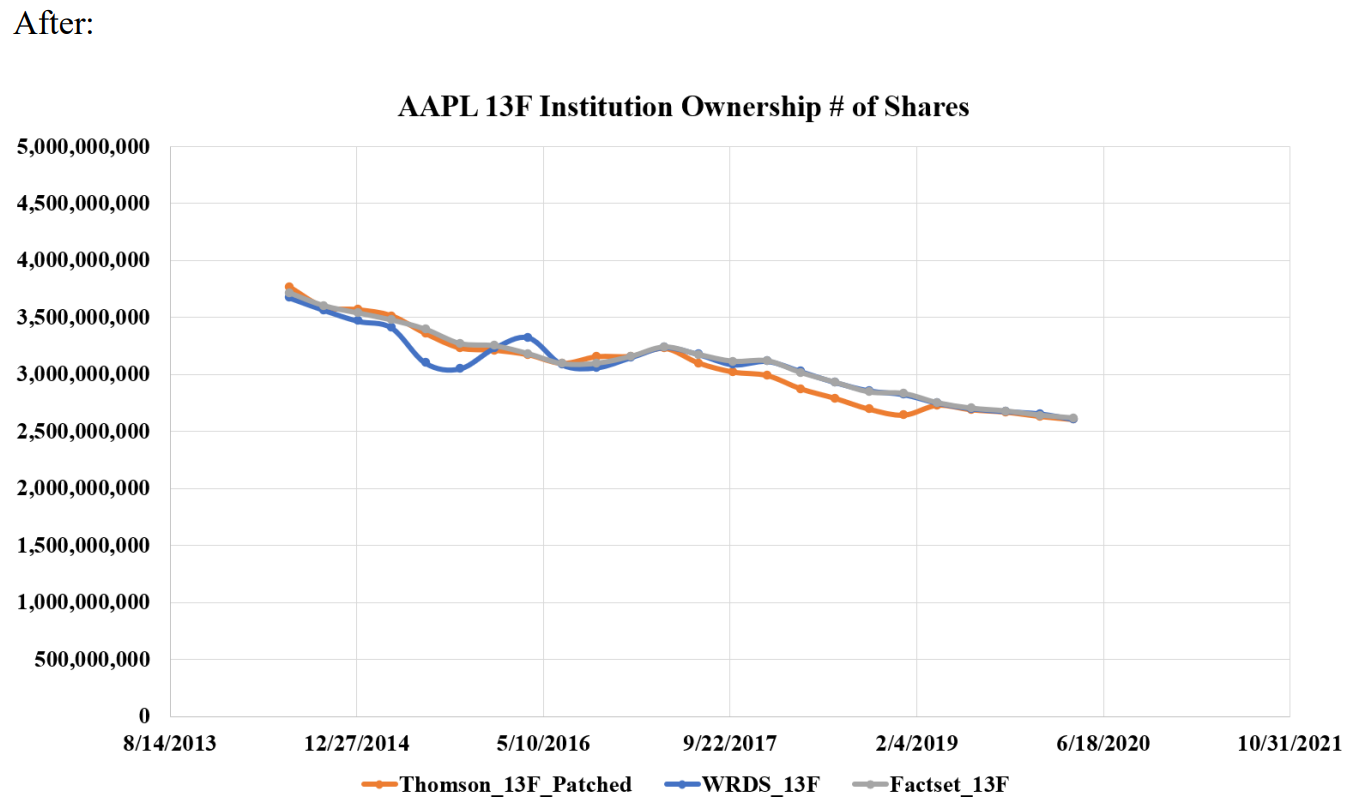 After:
AAPL 13F Institution Ownership # of Shares
5,000,000,000
4,500,000,000
4,000,000,000
3,500,000,000
3,000,000,000
2,500,000,000
2,000,000,000
1,500,000,000
1,000,000,000
500,000,000
0
8/14/2013 12/27/2014 5/10/2016 9/22/2017 2/4/2019 6/18/2020 10/31/2021
Thomson_13F_Patched WRDS_13F Factset_13F